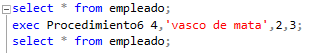 select * from empleado;
exec Procedimiento6 4,'vasco de mata',2,3;
select * from empleado;